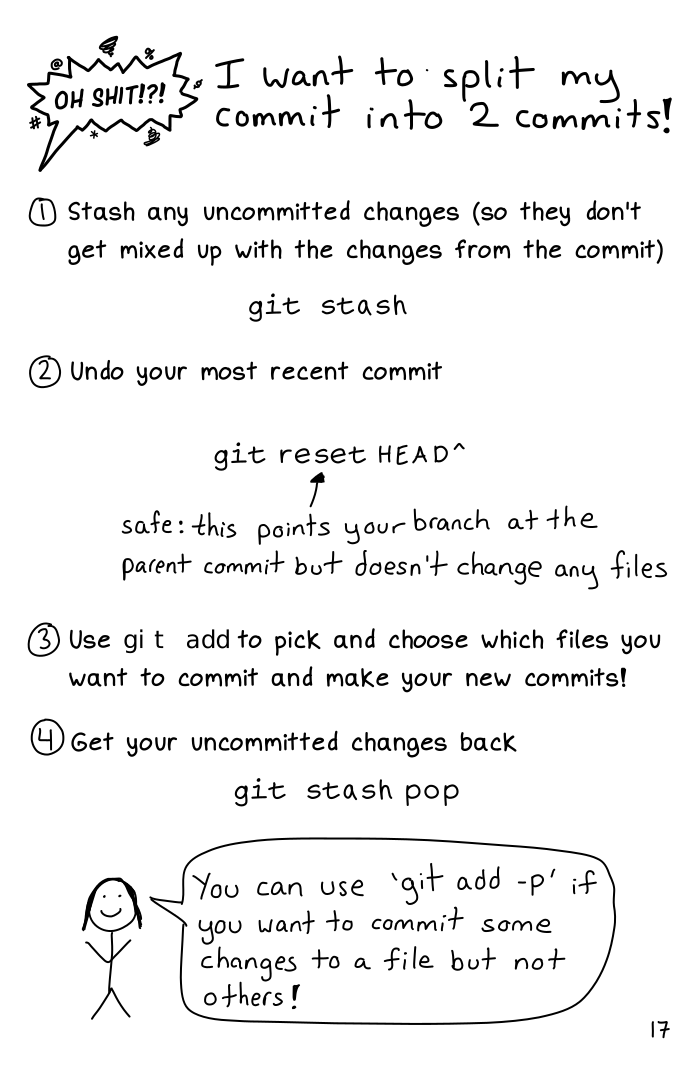 OH SHIT!?!
I want to split my
commit into 2 commits!
① Stash any uncommitted changes (so they don't
get mixed up with the changes from the commit)
git stash
② Undo your most recent commit
git reset HEAD^
safe: this points your branch at the
parent commit but doesn't change any files
③ Use git add to pick and choose which files you
want to commit and make your new commits!
④ Get your uncommitted changes back
git stash pop
You can use 'git add -p' if
you want to commit some
changes to a file but not
others!
17